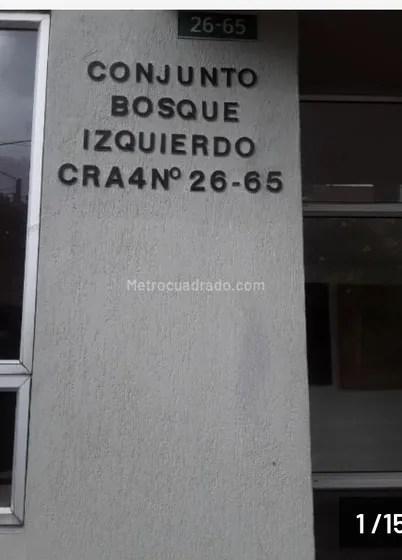 26-65
CONJUNTO
BOSQUE
IZQUIERDO
CRA4Nº 26-65
Metrocuadrado.com
1 /15